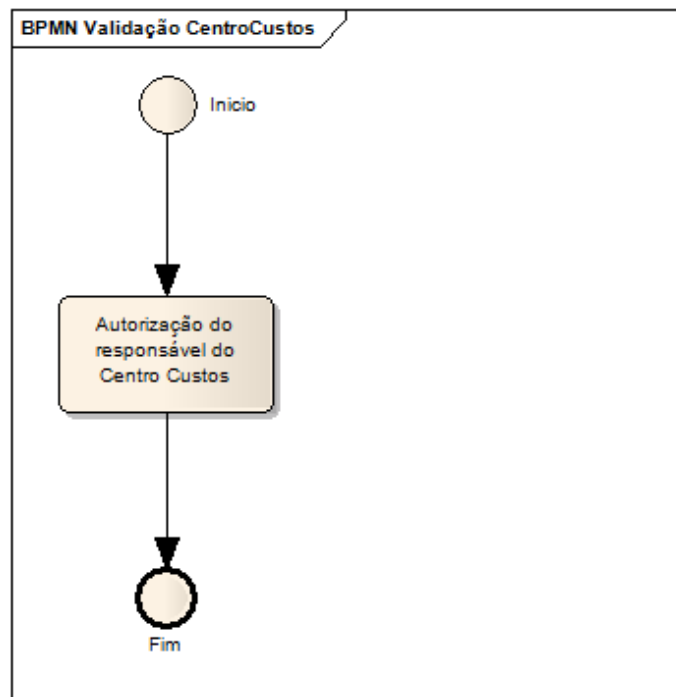 BPMN Validação CentroCustos
Inicio
Autorização do
responsável do
Centro Custos
Fim